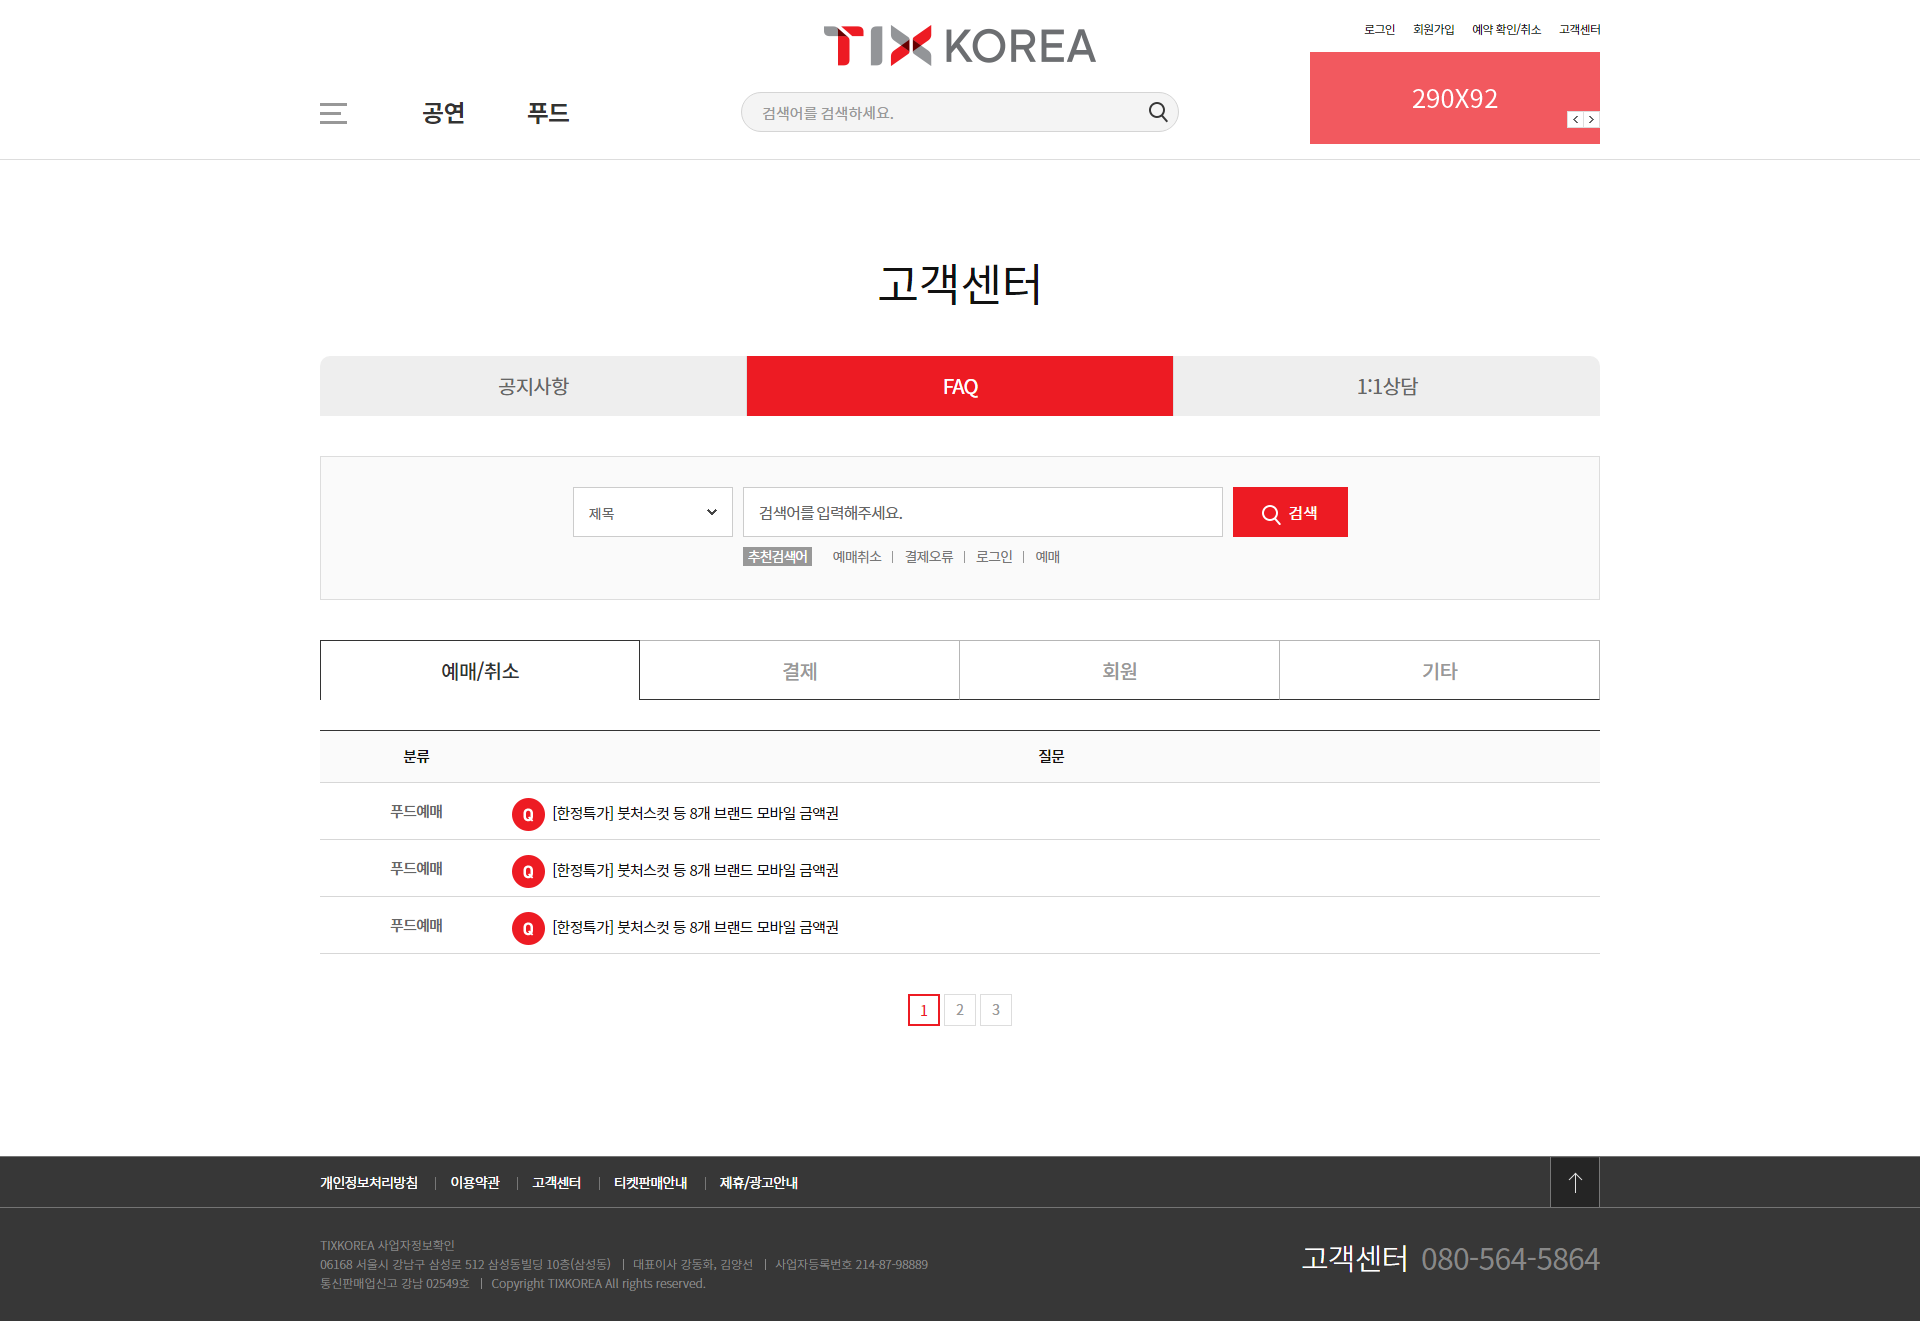 TIX KOREA
로그인 회원가입 예약 확인/취소 고객센터
공연 푸드
검색어를 검색하세요.
290X92
< >
고객센터
공지사항 FAQ 1:1상담
제목 검색어를 입력해주세요. 검색
추천검색어 예매취소 | 결제오류 | 로그인 | 예매
예매/취소 결제 회원 기타
분류 질문
푸드예매 Q [한정특가] 붓처스컷 등 8개 브랜드 모바일 금액권
푸드예매 Q [한정특가] 붓처스컷 등 8개 브랜드 모바일 금액권
푸드예매 Q [한정특가] 붓처스컷 등 8개 브랜드 모바일 금액권
1 2 3
개인정보처리방침 | 이용약관 | 고객센터 | 티켓판매안내 | 제휴/광고안내
TIXKOREA 사업자정보확인
06168 서울시 강남구 삼성로 512 삼성동빌딩 10층(삼성동) | 대표이사 강동화, 김양선 | 사업자등록번호 214-87-98889
통신판매업신고 강남 02549호 | Copyright TIXKOREA All rights reserved.
고객센터 080-564-5864